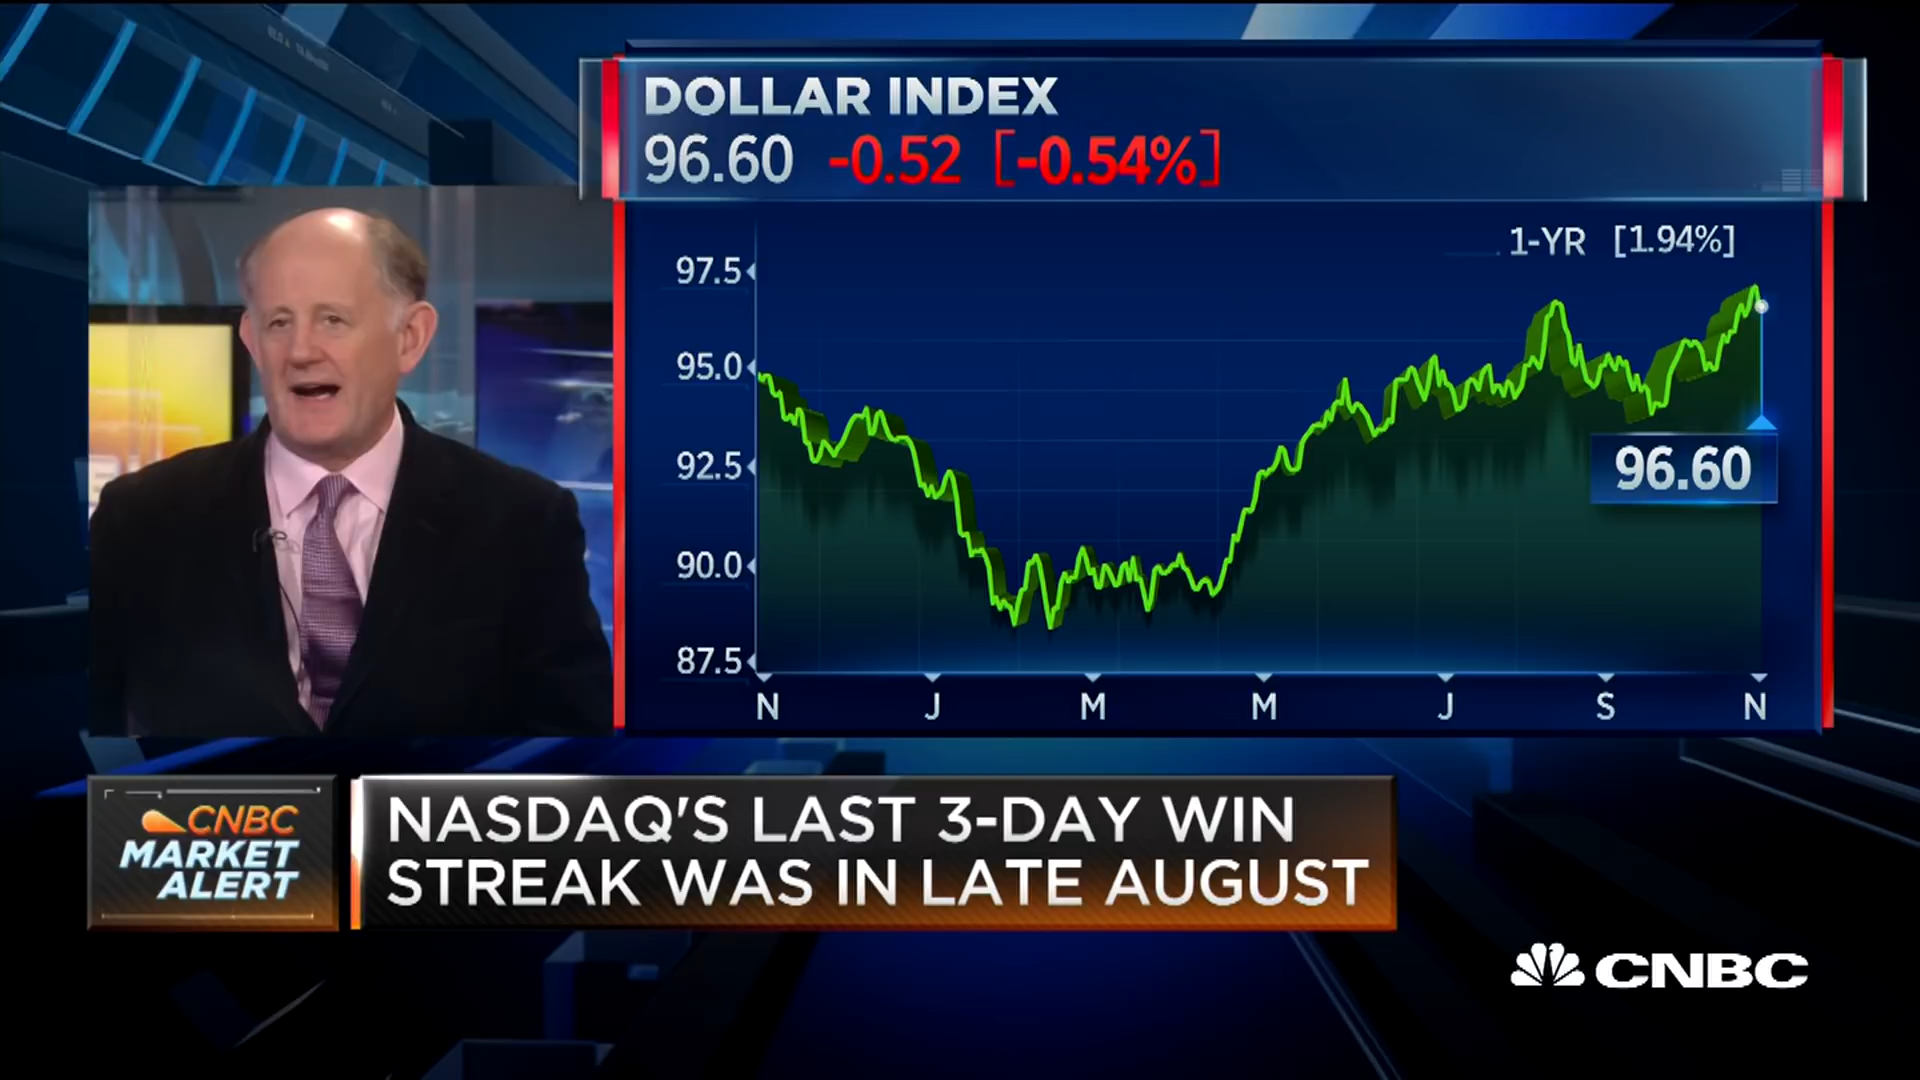 DOLLAR INDEX
96.60 -0.52 [-0.54%]
1-YR [1.94%]
97.5
95.0
92.5
90.0
87.5
96.60
N J M M J S N
CNBC
MARKET
ALERT
NASDAQ'S LAST 3-DAY WIN
STREAK WAS IN LATE AUGUST
CNBC